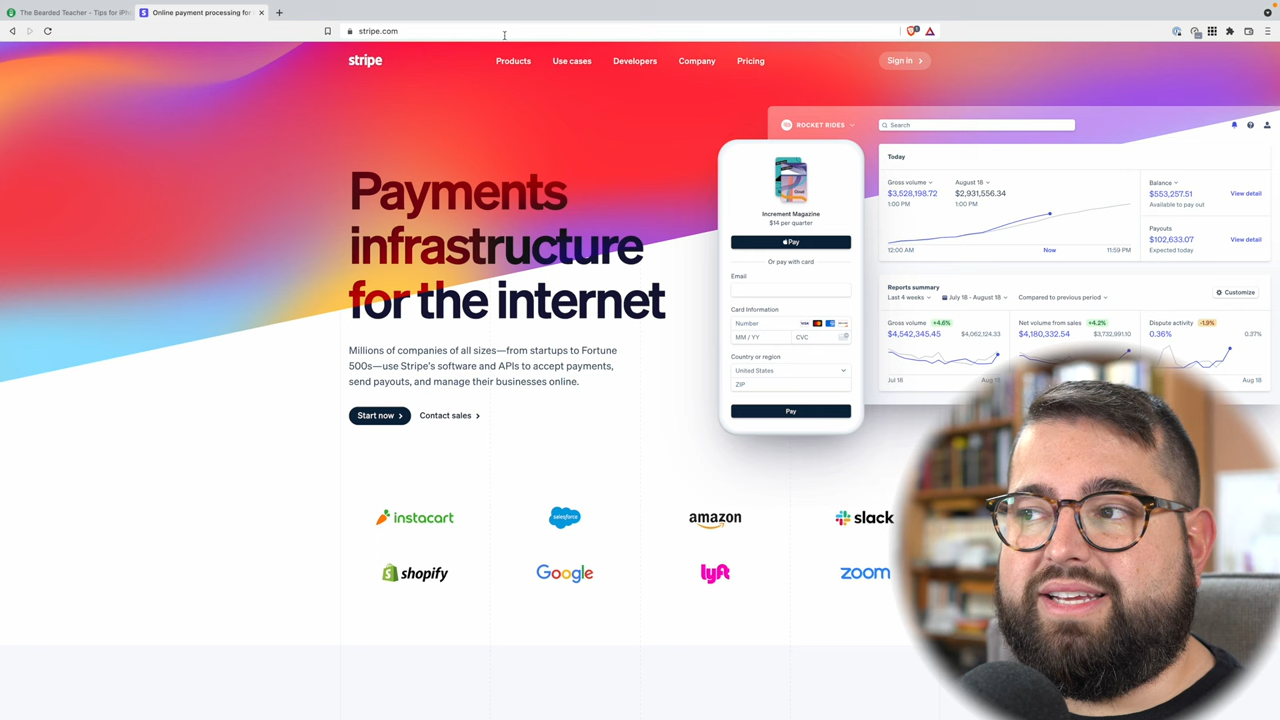 The Bearded Teacher - Tips for iPh
Online payment processing for
stripe.com
stripe
Products
Use cases
Developers
Company
Pricing
Sign in
Payments
infrastructure
for the internet
Millions of companies of all sizes—from startups to Fortune
500s—use Stripe's software and APIs to accept payments,
send payouts, and manage their businesses online.
Start now
Contact sales
Increment Magazine
$14 per quarter
Pay
Or pay with card
Email
Card Information
Number
VISA
MM / YY
CVC
Country or region
United States
ZIP
Pay
ROCKET RIDES
Search
Today
Gross volume
$3,528,198.72
1:00 PM
August 18
$2,931,556.34
1:00 PM
12:00 AM
Now
11:59 PM
Balance
$553,257.51
Available to pay out
View detail
Payouts
$102,633.07
Expected today
View detail
Reports summary
Last 4 weeks
July 18 - August 18
Compared to previous period
Customize
Gross volume +4.6%
$4,542,345.45
$4,062,124.33
Jul 18
Aug 18
Net volume from sales +4.2%
$4,180,332.54
$3,732,991.10
Dispute activity -1.9%
0.36%
0.37%
Aug 18
instacart
salesforce
amazon
slack
shopify
Google
lyft
zoom